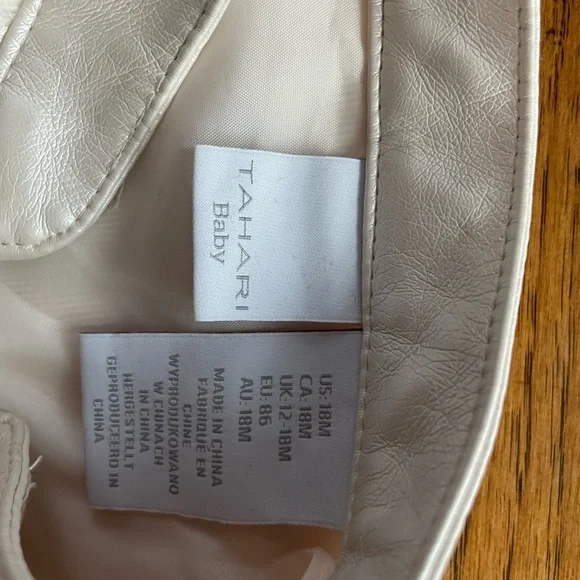 TAHARI
Baby
US: 18M
CA: 18M
UK: 12-18M
EU: 86
AU: 18M
MADE IN CHINA
FABRIQUÉ EN
CHINE
WYPRODUKOWANO
W CHINACH
IN CHINA
HERGESTELLT
GEPRODUCEERD IN
CHINA